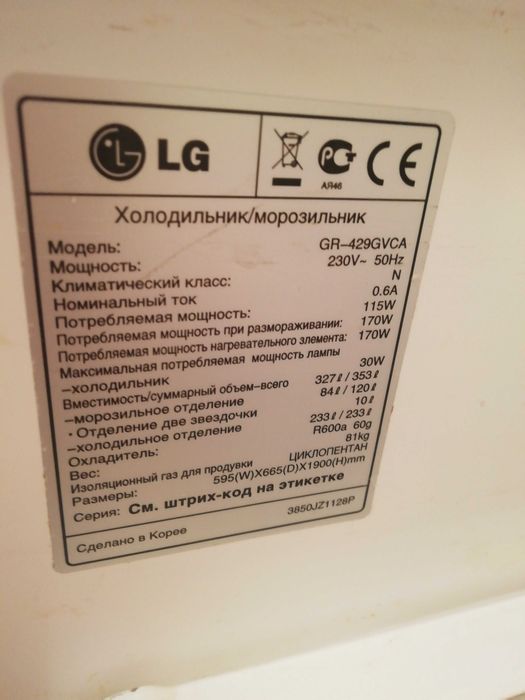 LG
РСТ
АЯ46
CE
Холодильник/морозильник
Модель: GR-429GVCA
Мощность: 230V~ 50Hz
Климатический класс: N
Номинальный ток 0.6A
Потребляемая мощность: 115W
Потребляемая мощность при размораживании: 170W
Потребляемая мощность нагревательного элемента: 170W
Максимальная потребляемая мощность лампы
-холодильник 30W
Вместимость/суммарный объем-всего 327ℓ / 353ℓ
-морозильное отделение 84ℓ / 120ℓ
· Отделение две звездочки 10ℓ
-холодильное отделение 233ℓ / 233ℓ
Охладитель: R600a 60g
Вес: 81kg
Изоляционный газ для продувки ЦИКЛОПЕНТАН
Размеры: 595(W)X665(D)X1900(H)mm
Серия: См. штрих-код на этикетке
3850JZ1128P
Сделано в Корее